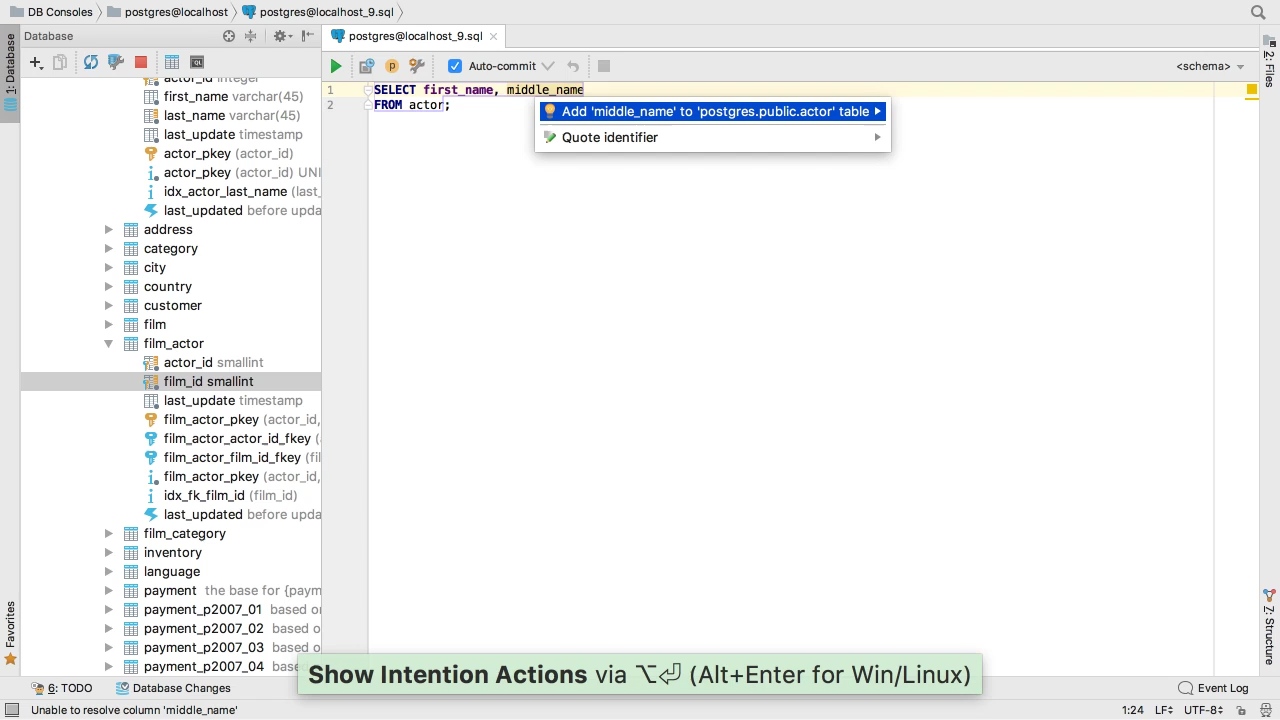 DB Consoles postgres@localhost postgres@localhost_9.sql
1: Database
Database
postgres@localhost_9.sql
Auto-commit
<schema>
2: Files
actor_id integer
first_name varchar(45)
last_name varchar(45)
last_update timestamp
actor_pkey (actor_id)
actor_pkey (actor_id) UNI
idx_actor_last_name (last_
last_updated before upda
address
category
city
country
customer
film
film_actor
actor_id smallint
film_id smallint
last_update timestamp
film_actor_pkey (actor_id,
film_actor_actor_id_fkey (
film_actor_film_id_fkey (fil
film_actor_pkey (actor_id,
idx_fk_film_id (film_id)
last_updated before upda
film_category
inventory
language
payment the base for {paym
payment_p2007_01 based o
payment_p2007_02 based o
payment_p2007_03 based o
payment_p2007_04 base
1 SELECT first_name, middle_name
2 FROM actor;
Add 'middle_name' to 'postgres.public.actor' table
Quote identifier
Show Intention Actions via ⌥⏎ (Alt+Enter for Win/Linux)
Favorites
7: Structure
6: TODO Database Changes Event Log
Unable to resolve column 'middle_name' 1:24 LF UTF-8